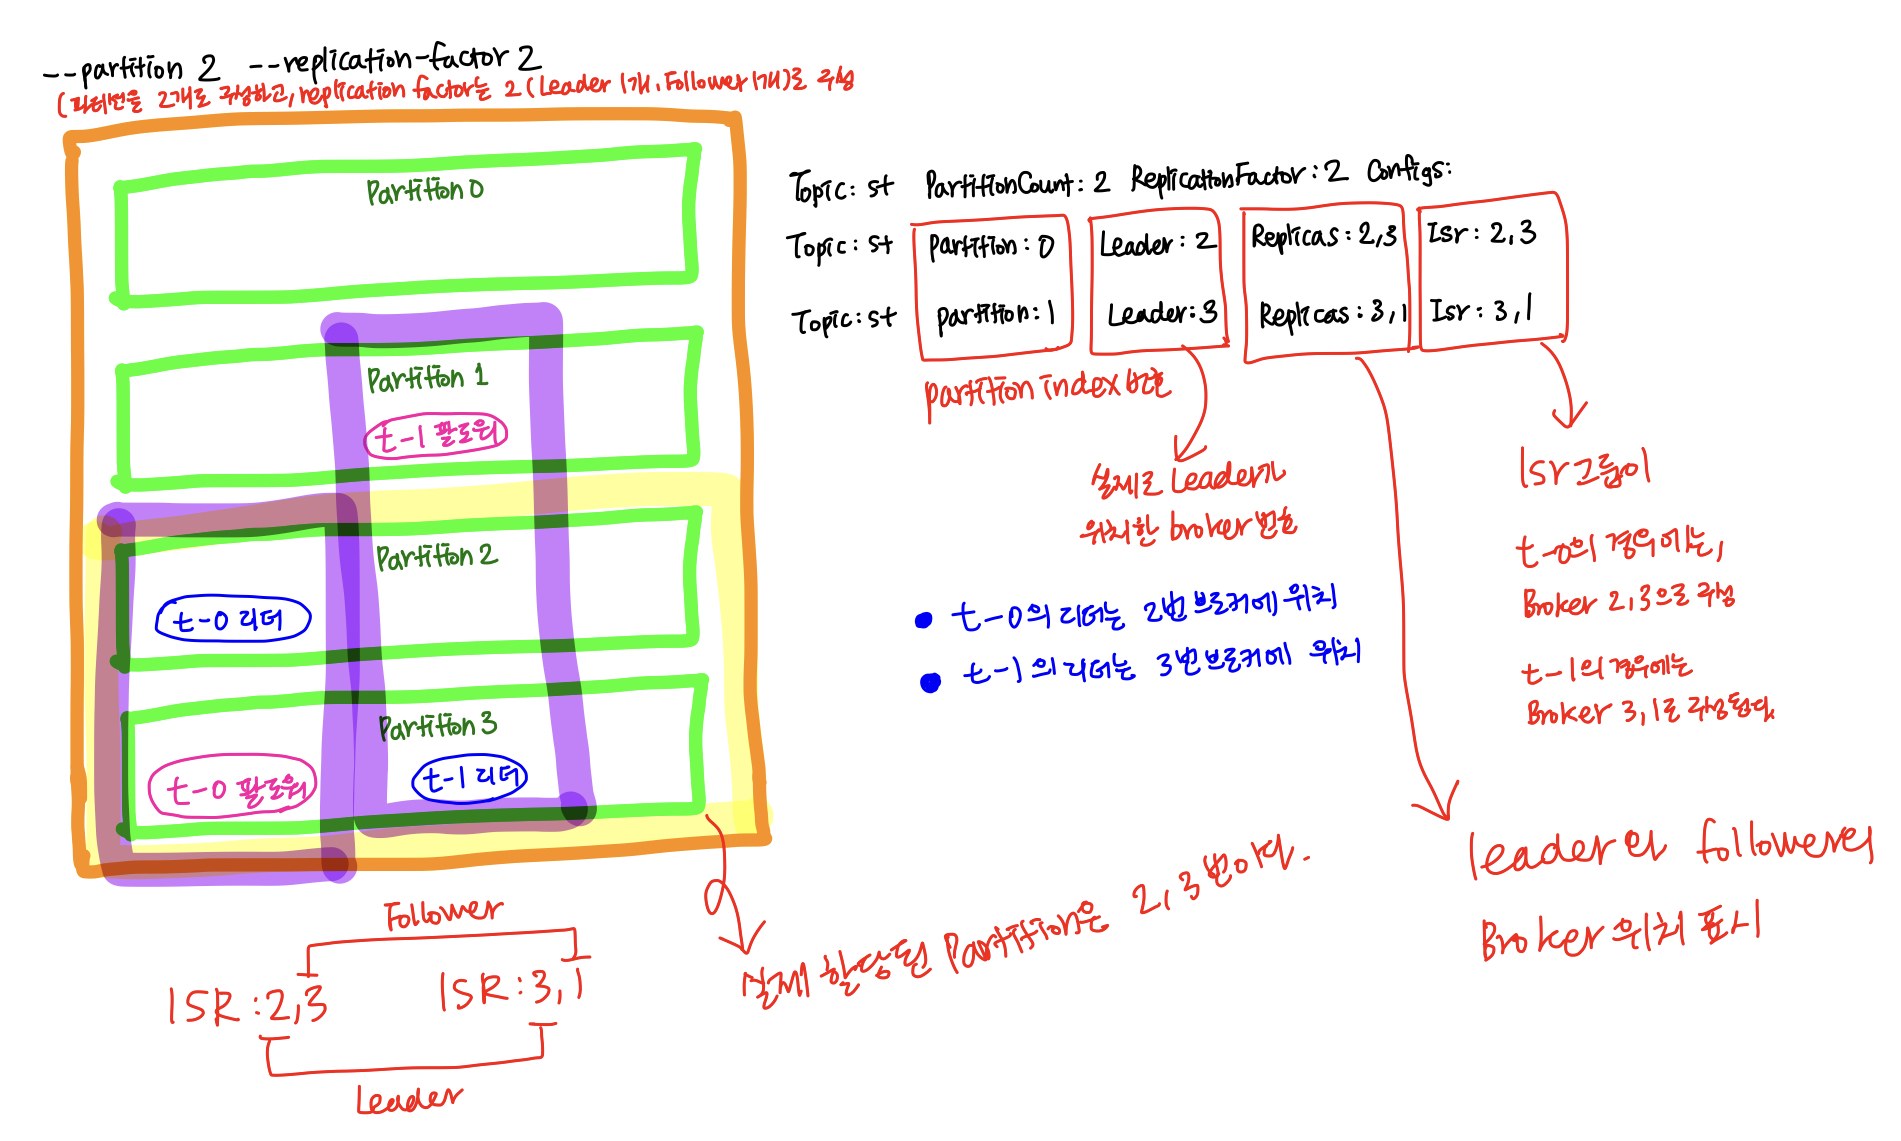 --partition 2 --replication-factor 2
(파티션을 2개로 구성하고, replication factor는 2 (Leader 1개, Follower 1개)로 구성
Partition 0
Partition 1
t-1 팔로워
Partition 2
t-0 리더
Partition 3
t-0 팔로워
t-1 리더
Follower
ISR:2,3
ISR:3,1
Leader
Topic: st PartitionCount: 2 ReplicationFactor: 2 Configs:
Topic: st Partition: 0 Leader: 2 Replicas: 2,3 Isr: 2,3
Topic: st partition: 1 Leader: 3 Replicas: 3,1 Isr: 3,1
partition index 번호
실제로 Leader가
위치한 broker 번호
Isr 그룹이
t-0의 경우에는,
Broker 2,3으로 구성
t-1의 경우에는
Broker 3,1로 구성된다.
t-0의 리더는 2번 브로커에 위치
t-1의 리더는 3번 브로커에 위치
실제 할당된 Partition은 2, 3번이다.
leader와 follower의
Broker 위치 표시